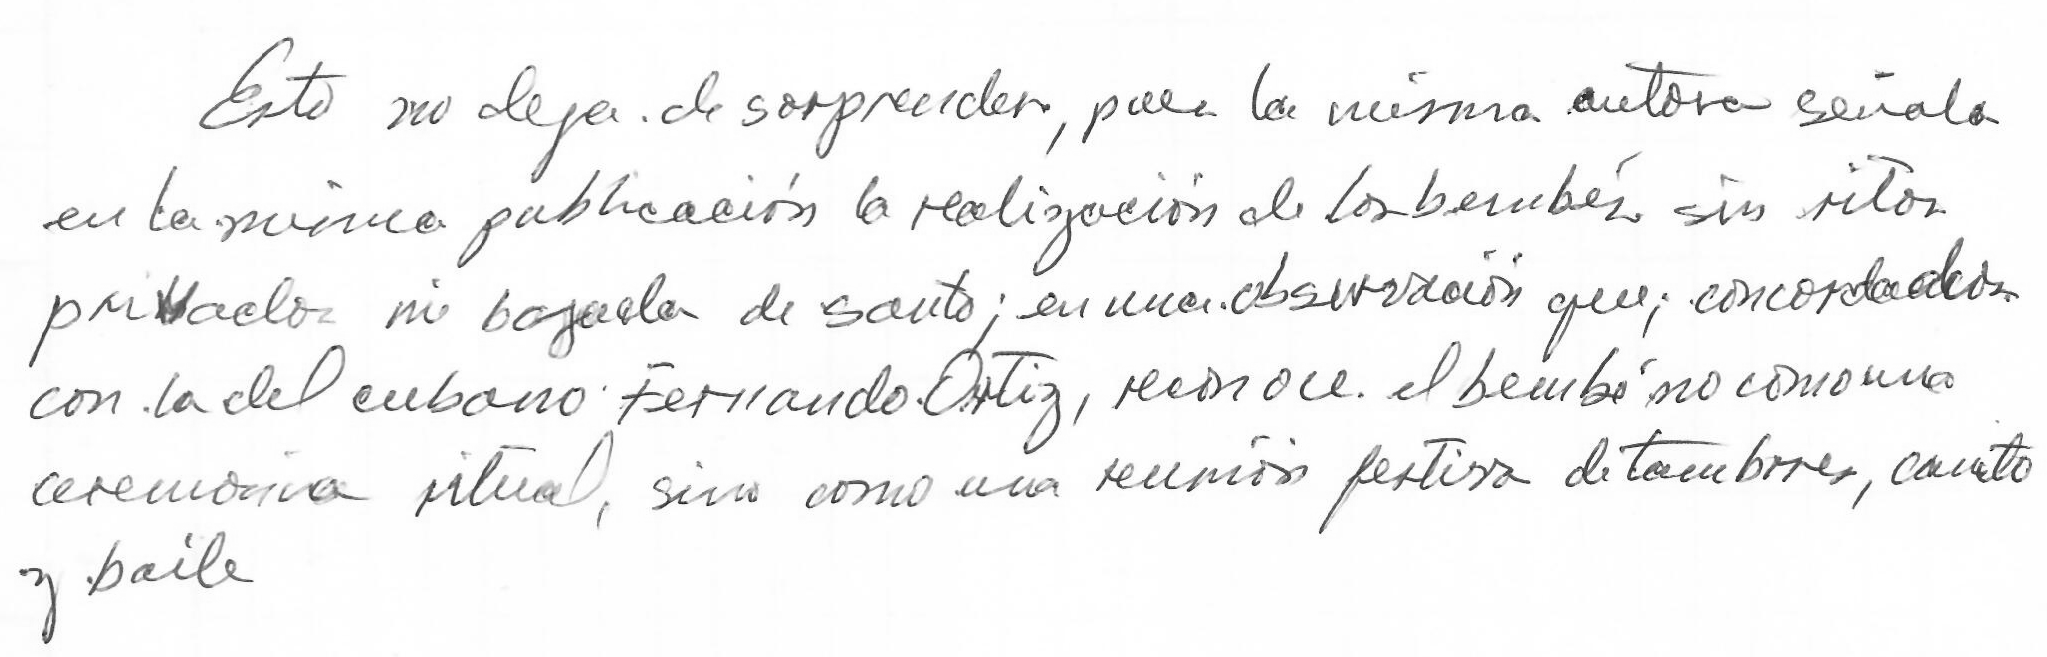 Esto no deja de sorprender, pues la misma autora señala
en la misma publicación la realización de los bembés sin ritos
privados ni bajada de santo; en una observación que, concordados
con la del cubano Fernando Ortiz, reconoce el bembé no como una
ceremonia ritual, sino como una reunión festiva de tambores, canto
y baile